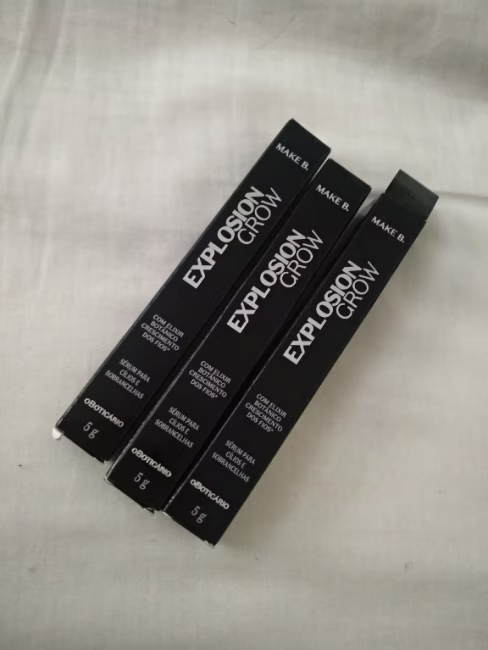 MAKE B.
EXPLOSION
GROW
COM ELIXIR
BOTÂNICO
CRESCIMENTO
DOS FIOS*
SÉRUM PARA
CÍLIOS E
SOBRANCELHAS
oBOTICÁRIO
5 g
MAKE B.
EXPLOSION
GROW
COM ELIXIR
BOTÂNICO
CRESCIMENTO
DOS FIOS*
SÉRUM PARA
CÍLIOS E
SOBRANCELHAS
oBOTICÁRIO
5 g
MAKE B.
EXPLOSION
GROW
COM ELIXIR
BOTÂNICO
CRESCIMENTO
DOS FIOS*
SÉRUM PARA
CÍLIOS E
SOBRANCELHAS
oBOTICÁRIO
5 g